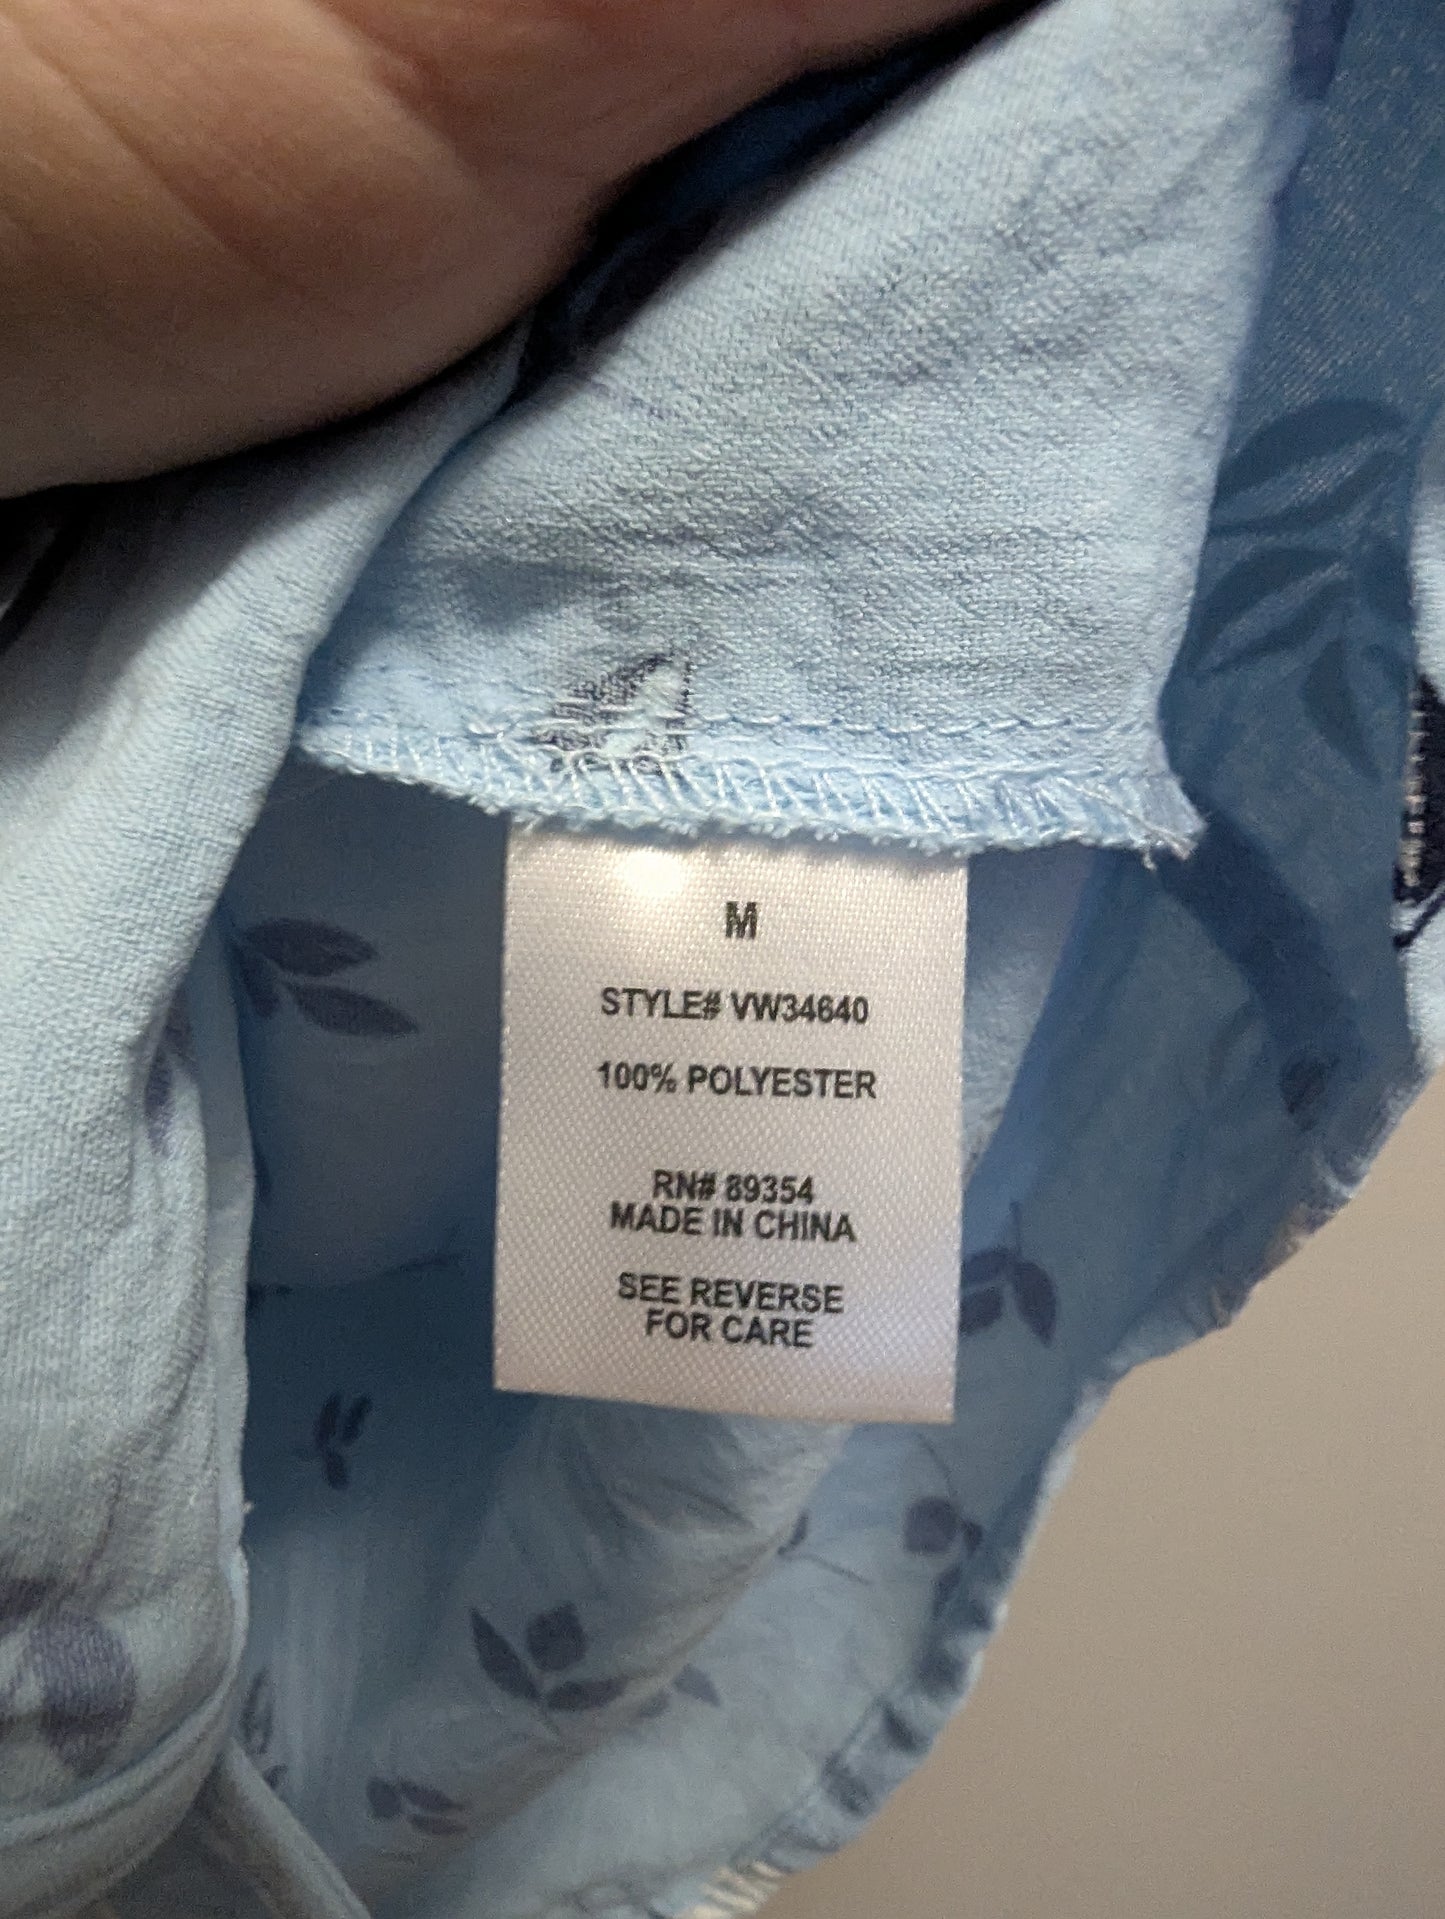 M
STYLE# VW34640
100% POLYESTER
RN# 89354
MADE IN CHINA
SEE REVERSE
FOR CARE